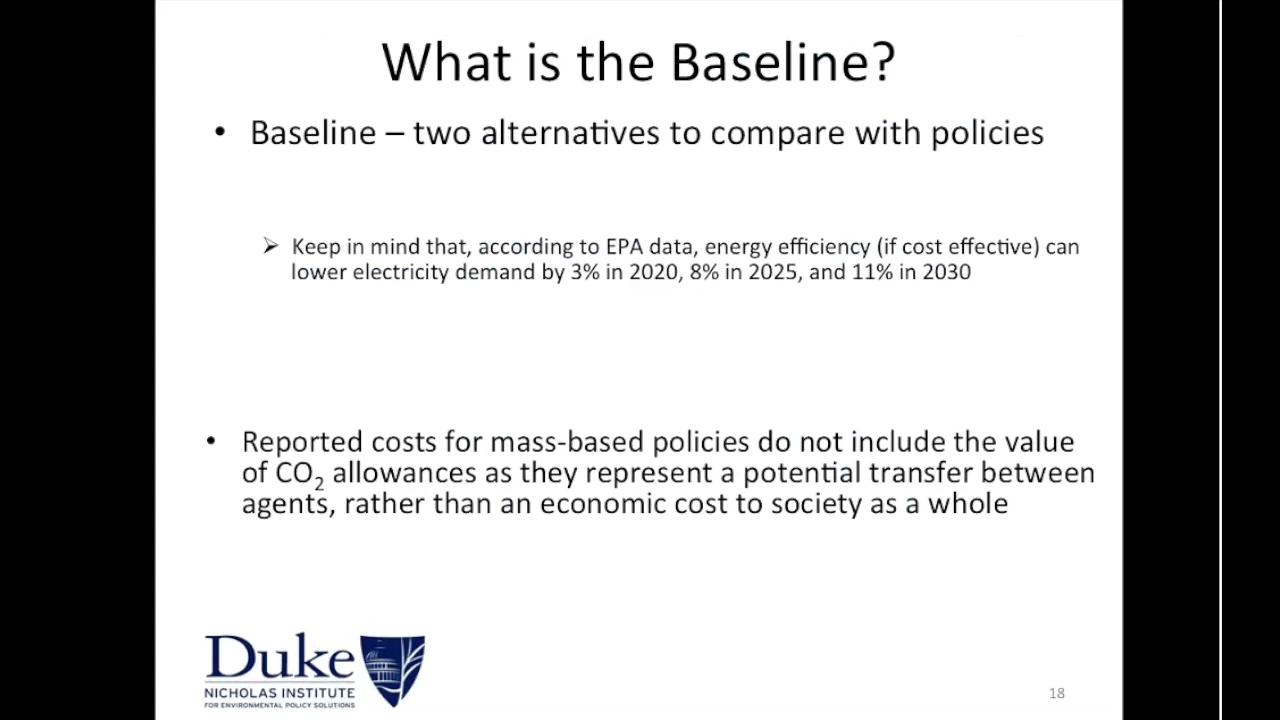 What is the Baseline?
• Baseline – two alternatives to compare with policies
➢ Keep in mind that, according to EPA data, energy efficiency (if cost effective) can
lower electricity demand by 3% in 2020, 8% in 2025, and 11% in 2030
• Reported costs for mass-based policies do not include the value
of CO₂ allowances as they represent a potential transfer between
agents, rather than an economic cost to society as a whole
Duke
NICHOLAS INSTITUTE
FOR ENVIRONMENTAL POLICY SOLUTIONS
18